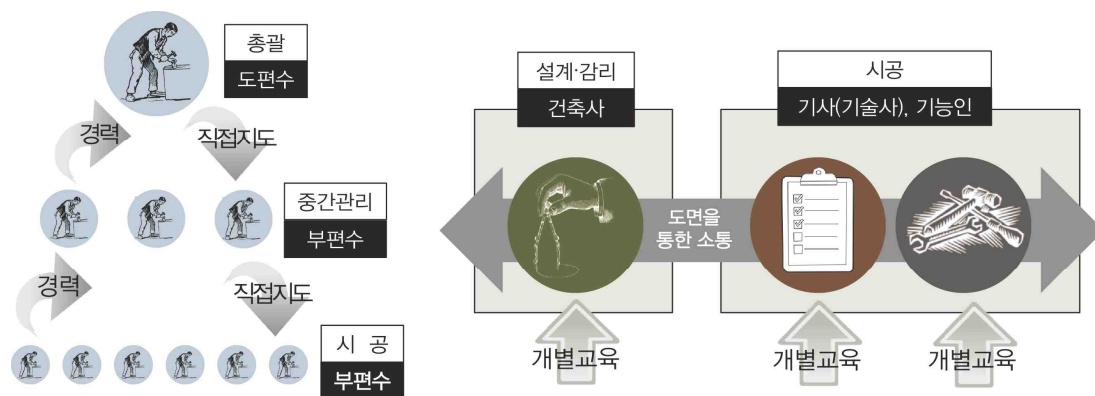 총괄
도편수
경력
직접지도
중간관리
부편수
경력
직접지도
시 공
부편수
설계·감리
건축사
시공
기사(기술사), 기능인
도면을
통한 소통
개별교육
개별교육
개별교육